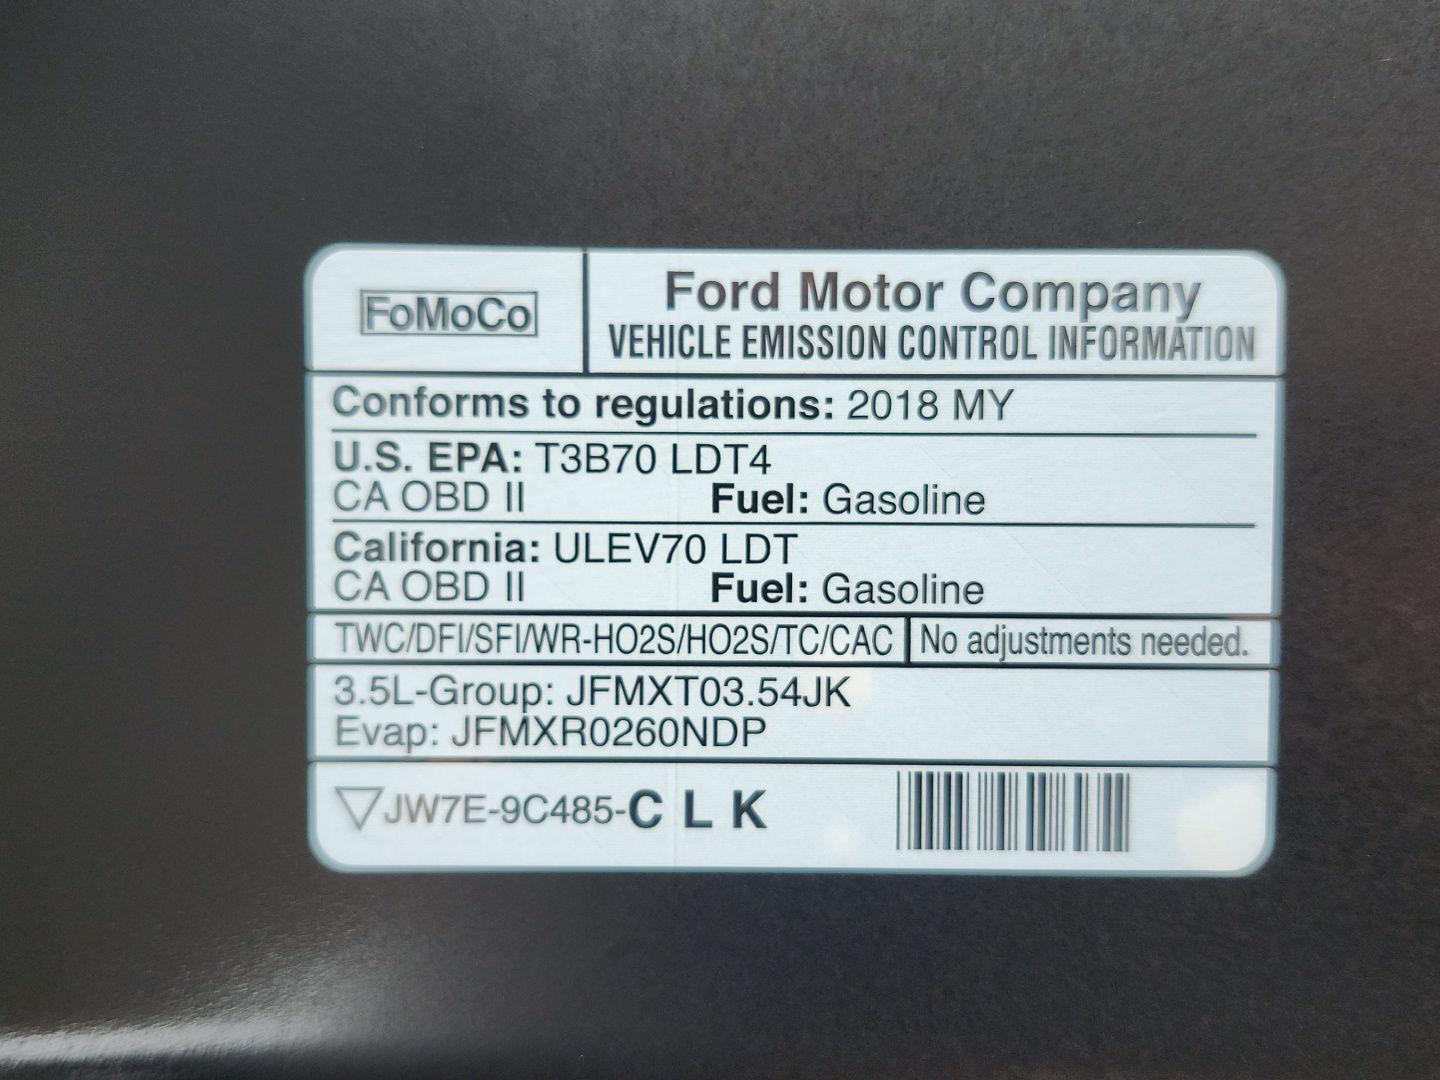 FoMoCo
Ford Motor Company
VEHICLE EMISSION CONTROL INFORMATION
Conforms to regulations: 2018 MY
U.S. EPA: T3B70 LDT4
CA OBD II Fuel: Gasoline
California: ULEV70 LDT
CA OBD II Fuel: Gasoline
TWC/DFI/SFI/WR-HO2S/HO2S/TC/CAC No adjustments needed.
3.5L-Group: JFMXT03.54JK
Evap: JFMXR0260NDP
JW7E-9C485-C L K